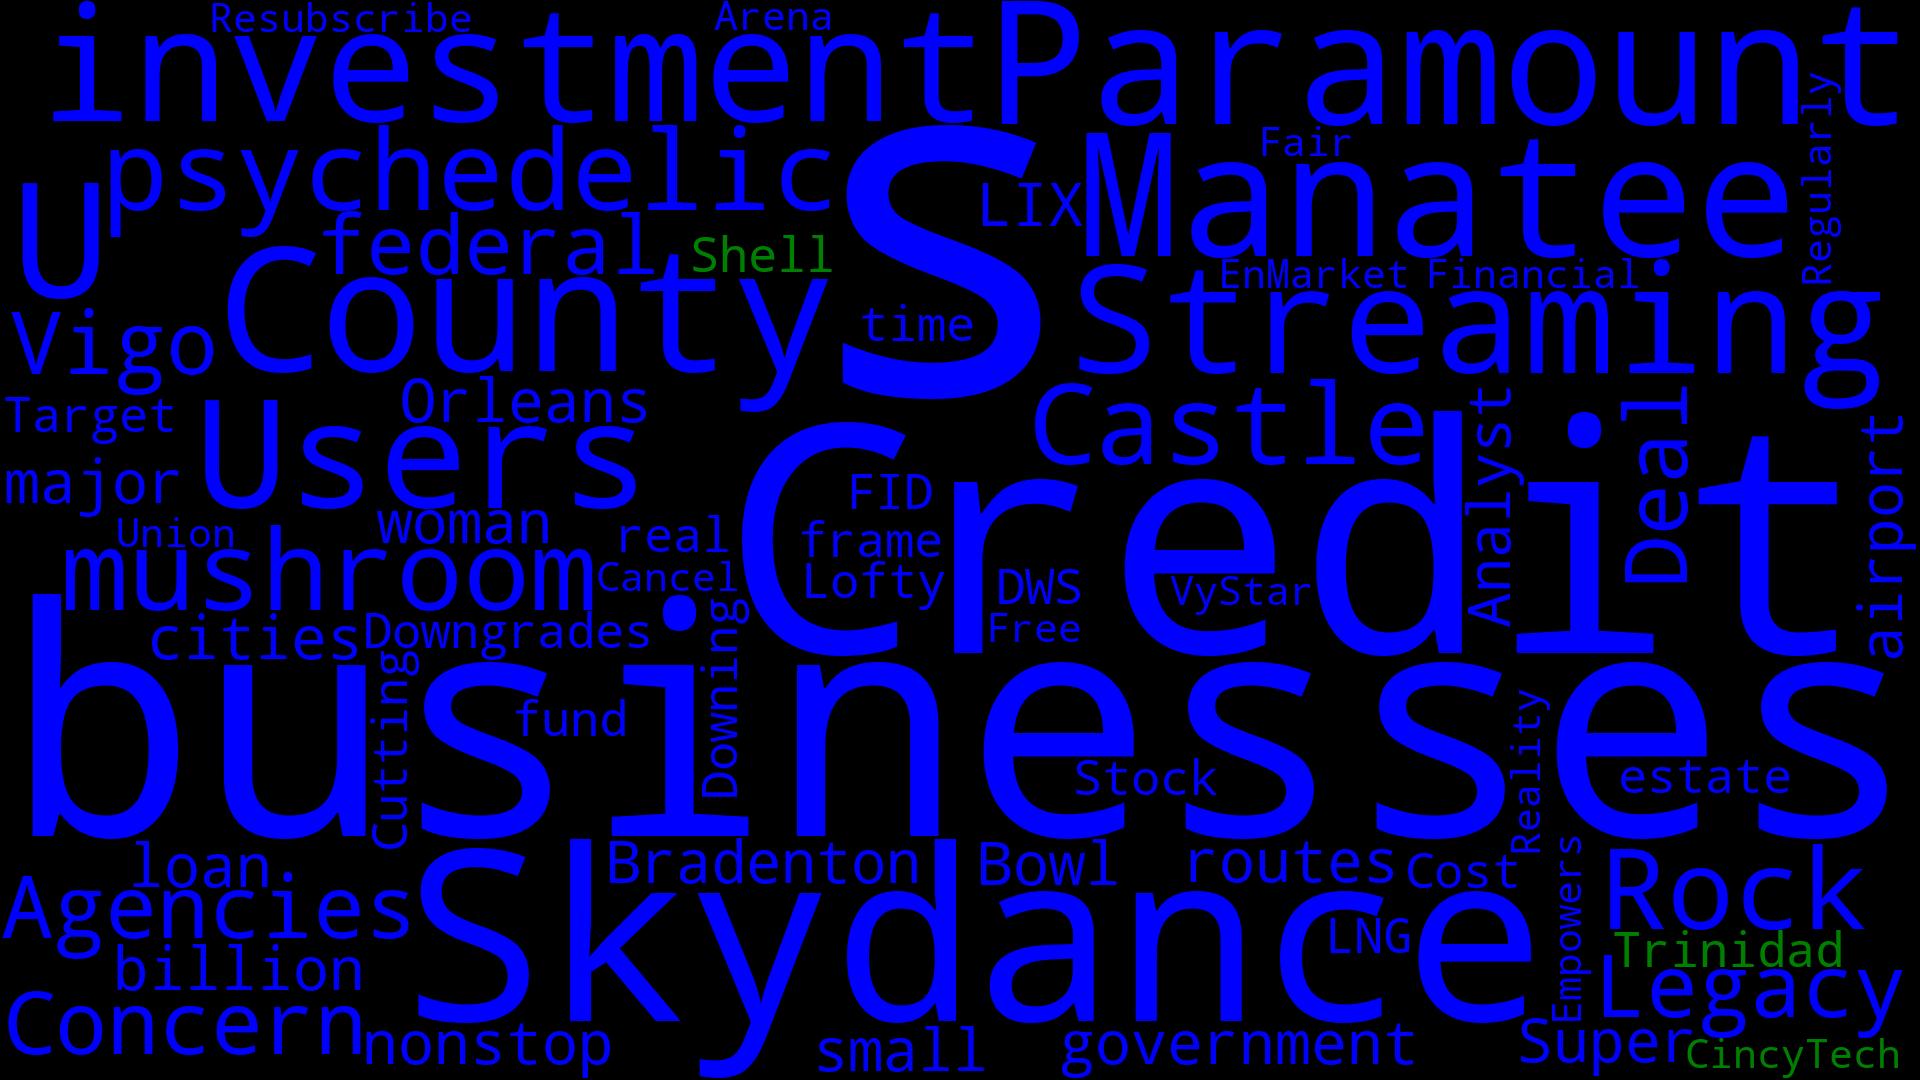 Resubscribe
Arena
investment
Paramount
psychedelic
S
Fair
Manatee
Regularly
U
LIX
federal
Shell
County
EnMarket
Financial
Streaming
time
Vigo
Orleans
Castle
Analyst
Deal
Target
Users
airport
major
Credit
FID
woman
Union
real
frame
mushroom
Cancel
Lofty
DWS
VyStar
Free
cities
Downgrades
Downing
businesses
Cutting
fund
Reality
Stock
estate
loan
Bradenton
Bowl
routes
Cost
Empowers
Rock
Agencies
Skydance
LNG
Trinidad
billion
Legacy
Concern
nonstop
small
government
Super
CincyTech